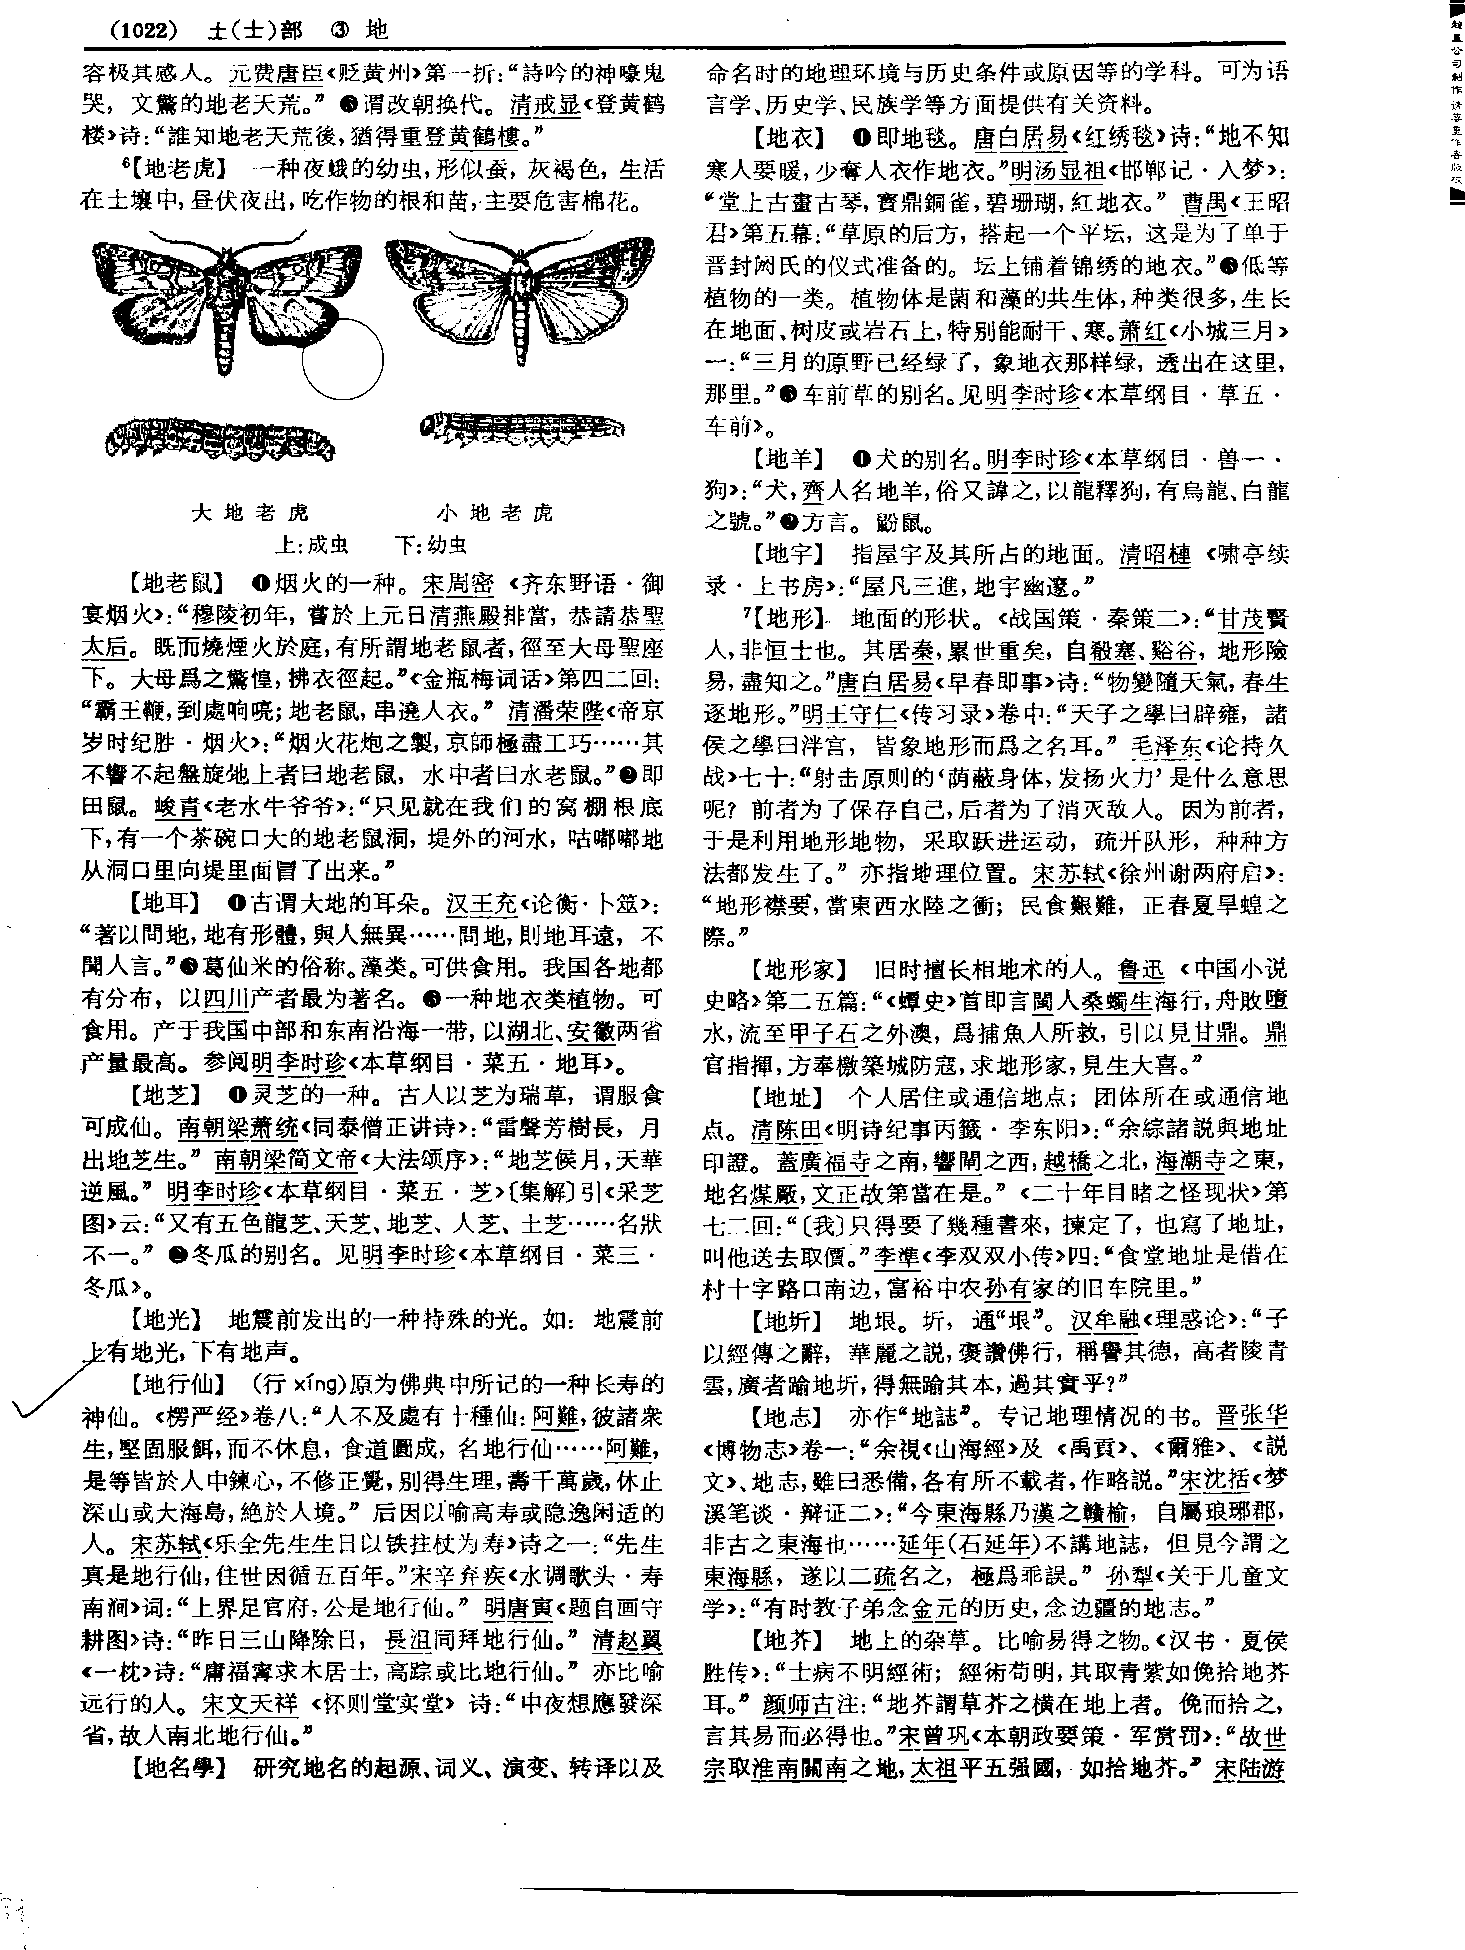 (1022) 土(士)部 ③ 地
容极其感人。元费唐臣《贬黄州》第一折：“詩吟的神嚎鬼
哭，文驚的地老天荒。”❸谓改朝换代。清戒显《登黄鹤
楼》诗：“誰知地老天荒後，猶得重登黄鶴樓。”
⁶【地老虎】 一种夜蛾的幼虫，形似蚕，灰褐色，生活
在土壤中，昼伏夜出，吃作物的根和苗，主要危害棉花。
大地老虎 小地老虎
上：成虫 下：幼虫
【地老鼠】 ❶烟火的一种。宋周密《齐东野语·御
宴烟火》：“穆陵初年，嘗於上元日清燕殿排當，恭請恭聖
太后。既而燒煙火於庭，有所謂地老鼠者，徑至大母聖座
下。大母爲之驚惶，拂衣徑起。”《金瓶梅词话》第四二回：
“霸王鞭，到處响喨；地老鼠，串遶人衣。” 清潘荣陛《帝京
岁时纪胜·烟火》：“烟火花炮之製，京師極盡工巧……其
不響不起盤旋地上者曰地老鼠，水中者曰水老鼠。”❷即
田鼠。峻青《老水牛爷爷》：“只见就在我们的窝棚根底
下，有一个茶碗口大的地老鼠洞，堤外的河水，咕嘟嘟地
从洞口里向堤里面冒了出来。”
【地耳】 ❶古谓大地的耳朵。汉王充《论衡·卜筮》：
“著以問地，地有形體，與人無異……問地，則地耳遠，不
聞人言。”❷葛仙米的俗称。藻类。可供食用。我国各地都
有分布，以四川产者最为著名。❸一种地衣类植物。可
食用。产于我国中部和东南沿海一带，以湖北、安徽两省
产量最高。参阅明李时珍《本草纲目·菜五·地耳》。
【地芝】 ❶灵芝的一种。古人以芝为瑞草，谓服食
可成仙。南朝梁萧统《同泰僧正讲诗》：“雷聲芳樹長，月
出地芝生。” 南朝梁简文帝《大法颂序》：“地芝候月，天華
逆風。” 明李时珍《本草纲目·菜五·芝》〔集解〕引《采芝
图》云：“又有五色龍芝、天芝、地芝、人芝、土芝……名狀
不一。” ❷冬瓜的别名。见明李时珍《本草纲目·菜三·
冬瓜》。
【地光】 地震前发出的一种特殊的光。如：地震前
上有地光，下有地声。
【地行仙】 (行 xíng)原为佛典中所记的一种长寿的
神仙。《楞严经》卷八：“人不及處有十種仙：阿難，彼諸衆
生，堅固服餌，而不休息，食道圓成，名地行仙……阿難，
是等皆於人中鍊心，不修正覺，别得生理，壽千萬歲，休止
深山或大海島，絶於人境。” 后因以喻高寿或隐逸闲适的
人。宋苏轼《乐全先生生日以铁拄杖为寿》诗之一：“先生
真是地行仙，住世因循五百年。”宋辛弃疾《水调歌头·寿
南涧》词：“上界足官府，公是地行仙。” 明唐寅《题自画守
耕图》诗：“昨日三山降除日，長沮同拜地行仙。” 清赵翼
《一枕》诗：“庸福寧求木居士，高踪或比地行仙。” 亦比喻
远行的人。宋文天祥《怀则堂实堂》诗：“中夜想應發深
省，故人南北地行仙。”
【地名學】 研究地名的起源、词义、演变、转译以及
命名时的地理环境与历史条件或原因等的学科。可为语
言学、历史学、民族学等方面提供有关资料。
【地衣】 ❶即地毯。唐白居易《红绣毯》诗：“地不知
寒人要暖，少奪人衣作地衣。”明汤显祖《邯郸记·入梦》：
“堂上古畫古琴，寶鼎銅雀，碧珊瑚，紅地衣。” 曹禺《王昭
君》第五幕：“草原的后方，搭起一个平坛，这是为了单于
晋封阏氏的仪式准备的。坛上铺着锦绣的地衣。”❷低等
植物的一类。植物体是菌和藻的共生体，种类很多，生长
在地面、树皮或岩石上，特别能耐干、寒。萧红《小城三月》
一：“三月的原野已经绿了，象地衣那样绿，透出在这里，
那里。”❸车前草的别名。见明李时珍《本草纲目·草五·
车前》。
【地羊】 ❶犬的别名。明李时珍《本草纲目·兽一·
狗》：“犬，齊人名地羊，俗又諱之，以龍釋狗，有烏龍、白龍
之號。”❷方言。鼢鼠。
【地宇】 指屋宇及其所占的地面。清昭槤《啸亭续
录·上书房》：“屋凡三進，地宇幽邃。”
⁷【地形】 地面的形状。《战国策·秦策二》：“甘茂賢
人，非恒士也。其居秦，累世重矣，自殽塞、谿谷，地形險
易，盡知之。”唐白居易《早春即事》诗：“物變隨天氣，春生
逐地形。”明王守仁《传习录》卷中：“天子之學曰辟雍，諸
侯之學曰泮宫，皆象地形而爲之名耳。” 毛泽东《论持久
战》七十：“射击原则的‘荫蔽身体，发扬火力’是什么意思
呢？前者为了保存自己，后者为了消灭敌人。因为前者，
于是利用地形地物，采取跃进运动，疏开队形，种种方
法都发生了。” 亦指地理位置。宋苏轼《徐州谢两府启》：
“地形襟要，當東西水陸之衝；民食艱難，正春夏旱蝗之
際。”
【地形家】 旧时擅长相地术的人。鲁迅《中国小说
史略》第二五篇：“《蟫史》首即言閩人桑蠋生海行，舟敗墮
水，流至甲子石之外澳，爲捕魚人所救，引以見甘鼎。鼎
官指揮，方奉檄築城防寇，求地形家，見生大喜。”
【地址】 个人居住或通信地点；团体所在或通信地
点。清陈田《明诗纪事丙籤·李东阳》：“余綜諸説與地址
印證。蓋廣福寺之南，響閘之西，越橋之北，海潮寺之東，
地名煤廠，文正故第當在是。” 《二十年目睹之怪现状》第
七二回：“〔我〕只得要了幾種書來，揀定了，也寫了地址，
叫他送去取價。”李準《李双双小传》四：“食堂地址是借在
村十字路口南边，富裕中农孙有家的旧车院里。”
【地圻】 地垠。圻，通“垠”。汉牟融《理惑论》：“子
以經傳之辭，華麗之説，褒讚佛行，稱譽其德，高者陵青
雲，廣者踰地圻，得無踰其本，過其實乎？”
【地志】 亦作“地誌”。专记地理情况的书。晋张华
《博物志》卷一：“余視《山海經》及《禹貢》、《爾雅》、《説
文》、地志，雖曰悉備，各有所不載者，作略説。”宋沈括《梦
溪笔谈·辩证二》：“今東海縣乃漢之贛榆，自屬琅琊郡，
非古之東海也……延年(石延年)不講地誌，但見今謂之
東海縣，遂以二疏名之，極爲乖誤。” 孙犁《关于儿童文
学》：“有时教子弟念金元的历史，念边疆的地志。”
【地芥】 地上的杂草。比喻易得之物。《汉书·夏侯
胜传》：“士病不明經術；經術苟明，其取青紫如俛拾地芥
耳。” 颜师古注：“地芥謂草芥之横在地上者。俛而拾之，
言其易而必得也。”宋曾巩《本朝政要策·军赏罚》：“故世
宗取淮南關南之地，太祖平五强國，如拾地芥。” 宋陆游